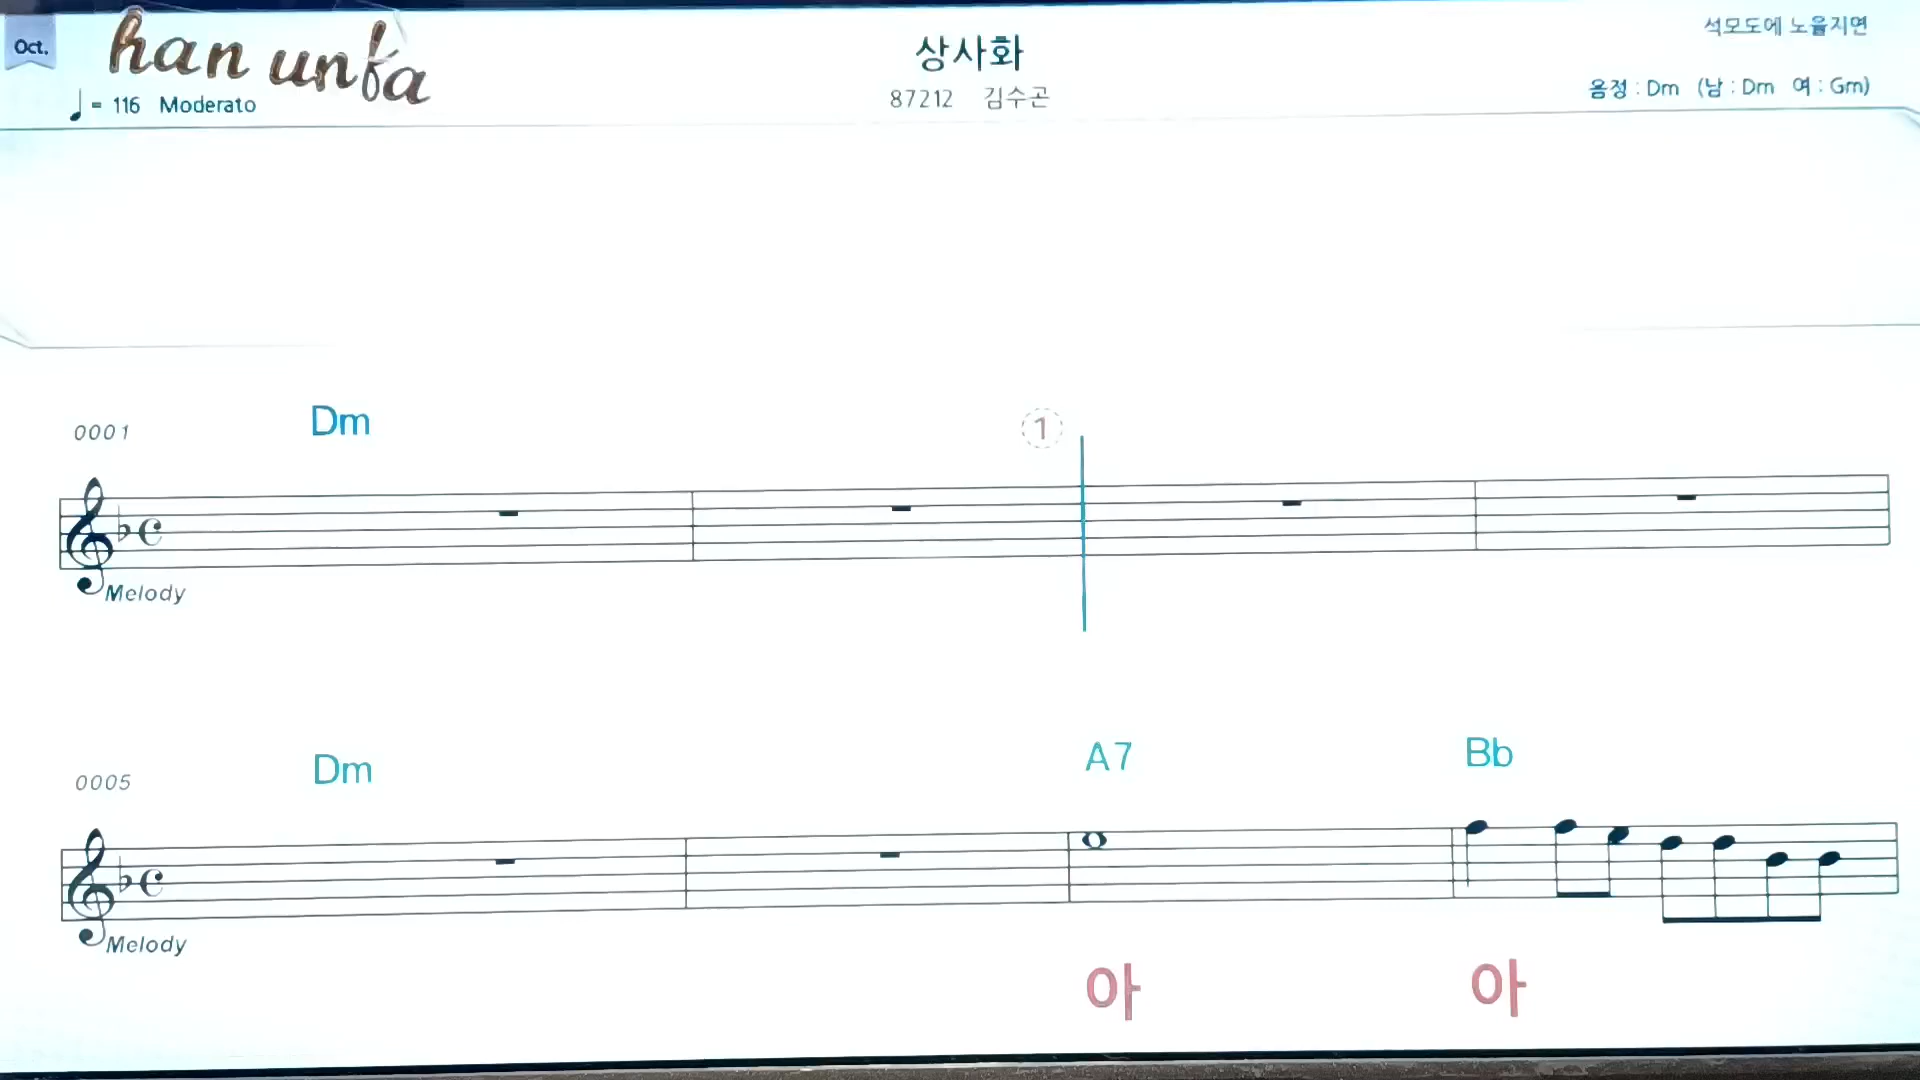 Oct.
han unfa
♩= 116 Moderato
상사화
87212 김수곤
석모도에 노을지면
음정 : Dm (남 : Dm 여 : Gm)
0001
Dm
1
Melody
0005
Dm
A7
Bb
Melody
아
아